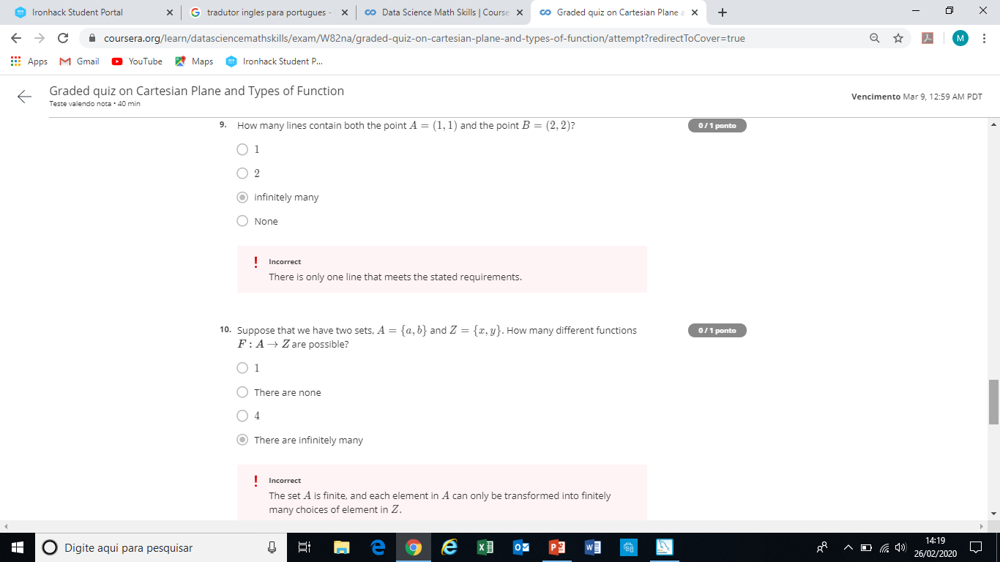 Ironhack Student Portal
tradutor ingles para portugues -
Data Science Math Skills | Course
Graded quiz on Cartesian Plane a
coursera.org/learn/datasciencemathskills/exam/W82na/graded-quiz-on-cartesian-plane-and-types-of-function/attempt?redirectToCover=true
M
Apps
Gmail
YouTube
Maps
Ironhack Student P...
Graded quiz on Cartesian Plane and Types of Function
Teste valendo nota • 40 min
Vencimento Mar 9, 12:59 AM PDT
9. How many lines contain both the point A = (1, 1) and the point B = (2, 2)?
0 / 1 ponto
1
2
infinitely many
None
Incorrect
There is only one line that meets the stated requirements.
10. Suppose that we have two sets, A = {a, b} and Z = {x, y}. How many different functions
F : A → Z are possible?
0 / 1 ponto
1
There are none
4
There are infinitely many
Incorrect
The set A is finite, and each element in A can only be transformed into finitely
many choices of element in Z.
Digite aqui para pesquisar
14:19
26/02/2020